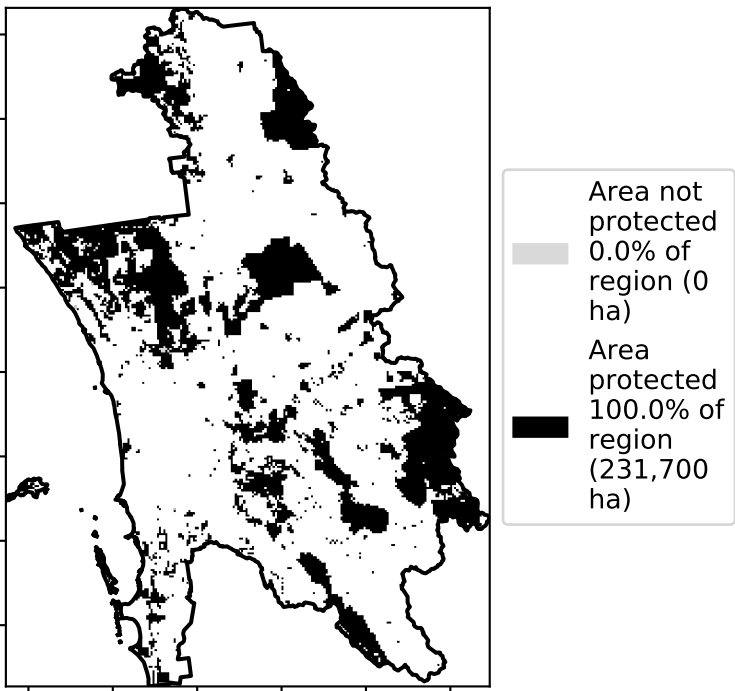 Area not
protected
0.0% of
region (0
ha)
Area
protected
100.0% of
region
(231,700
ha)